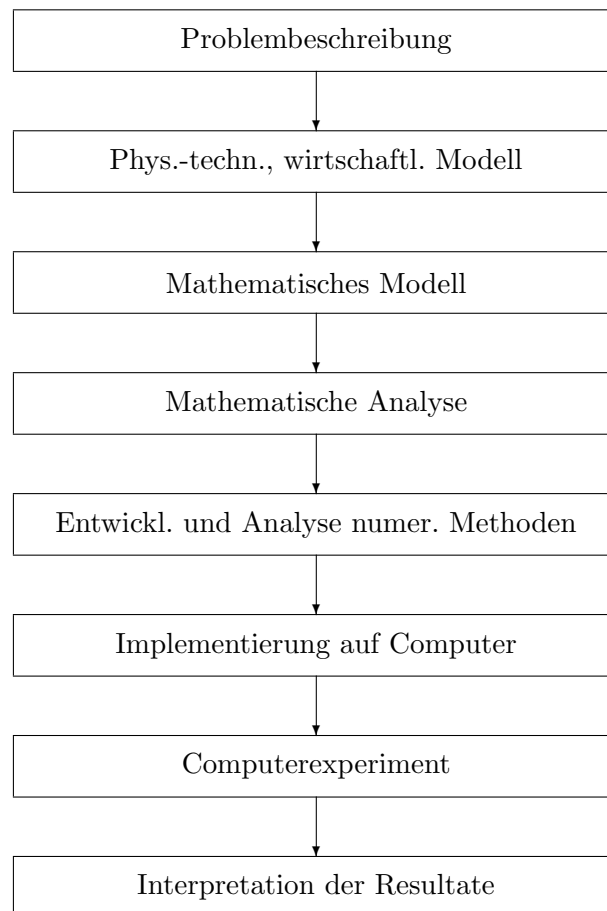 Problembeschreibung
Phys.-techn., wirtschaftl. Modell
Mathematisches Modell
Mathematische Analyse
Entwickl. und Analyse numer. Methoden
Implementierung auf Computer
Computerexperiment
Interpretation der Resultate